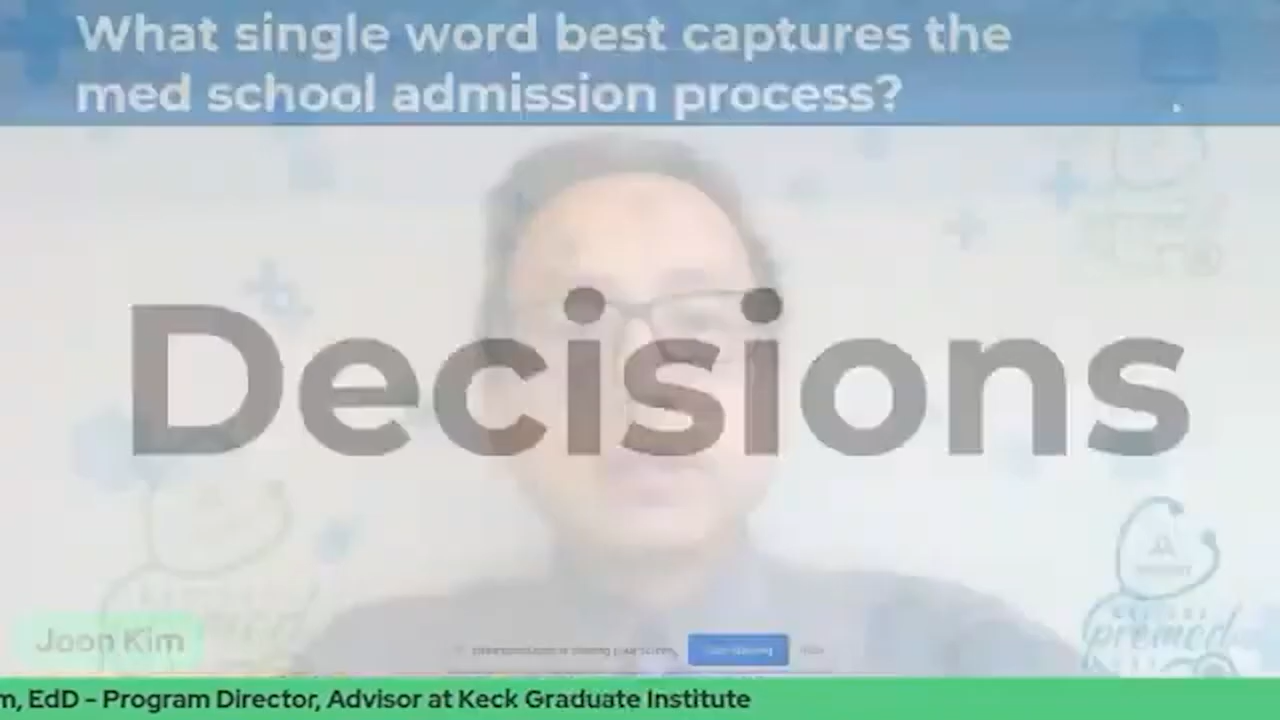 What single word best captures the
med school admission process?
Decisions
Joon Kim
premed
m, EdD – Program Director, Advisor at Keck Graduate Institute